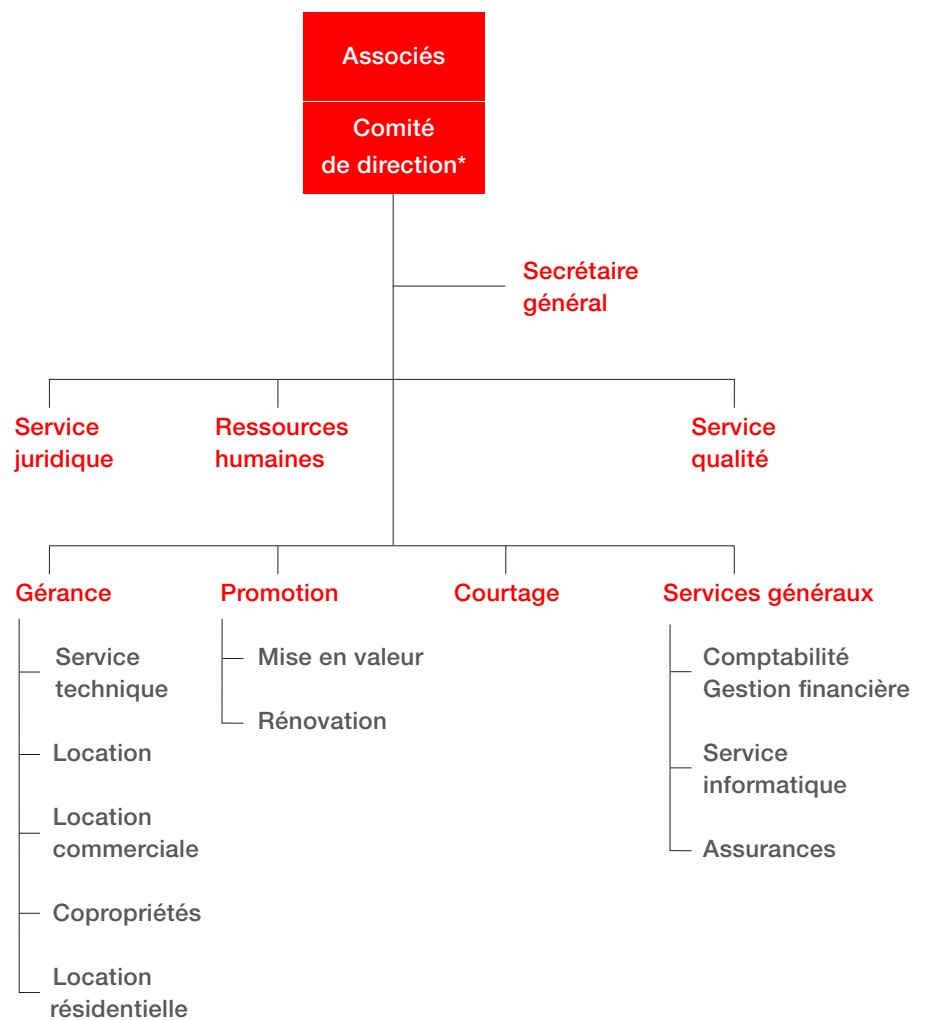 Associés
Comité
de direction*
Secrétaire
général
Service
juridique
Ressources
humaines
Service
qualité
Gérance
Service
technique
Location
Location
commerciale
Copropriétés
Location
résidentielle
Promotion
Mise en valeur
Rénovation
Courtage
Services généraux
Comptabilité
Gestion financière
Service
informatique
Assurances